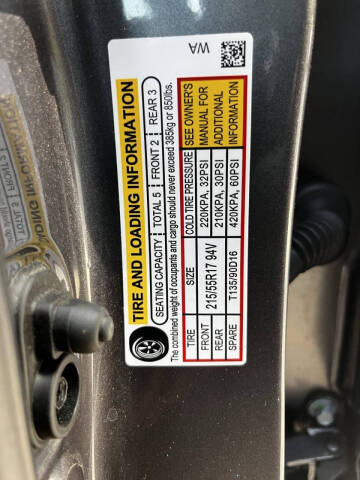 WA
TIRE AND LOADING INFORMATION
SEATING CAPACITY TOTAL 5 FRONT 2 REAR 3
The combined weight of occupants and cargo should never exceed 385kg or 850lbs.
TIRE SIZE COLD TIRE PRESSURE SEE OWNER'S
FRONT 215/55R17 94V 220KPA, 32PSI MANUAL FOR
REAR 210KPA, 30PSI ADDITIONAL
SPARE T135/90D16 420KPA, 60PSI INFORMATION